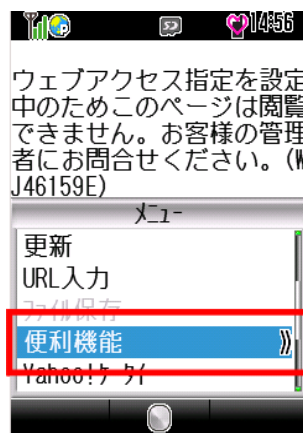 14:56
ウェブアクセス指定を設定
中のためこのページは閲覧
できません。お客様の管理
者にお問合せください。(W
J46159E)
メニュー
更新
URL入力
ファイル保存
便利機能
Yahoo!ケータイ